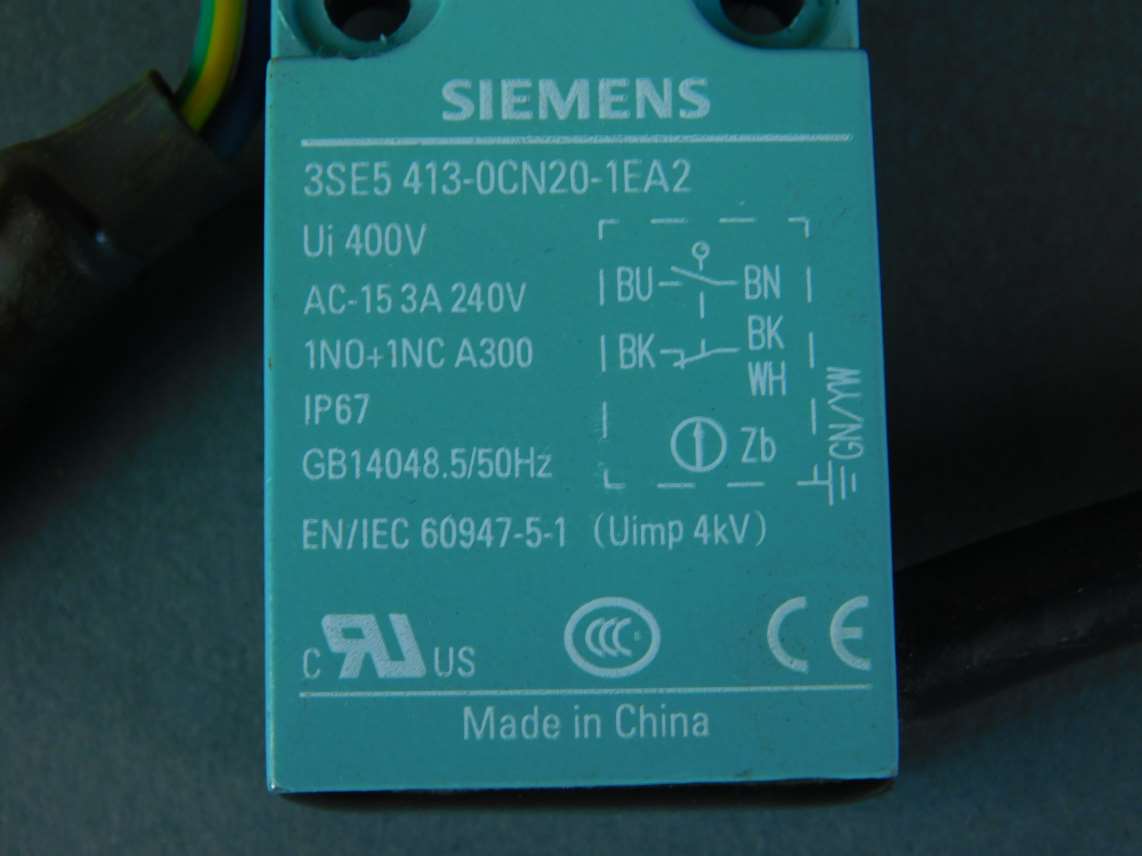 SIEMENS
3SE5 413-0CN20-1EA2
Ui 400V
AC-15 3A 240V
1NO+1NC A300
IP67
GB14048.5/50Hz
EN/IEC 60947-5-1 (Uimp 4kV)
BU BN
BK BK
WH
Zb
GN/YW
C RU US
CCC
CE
Made in China